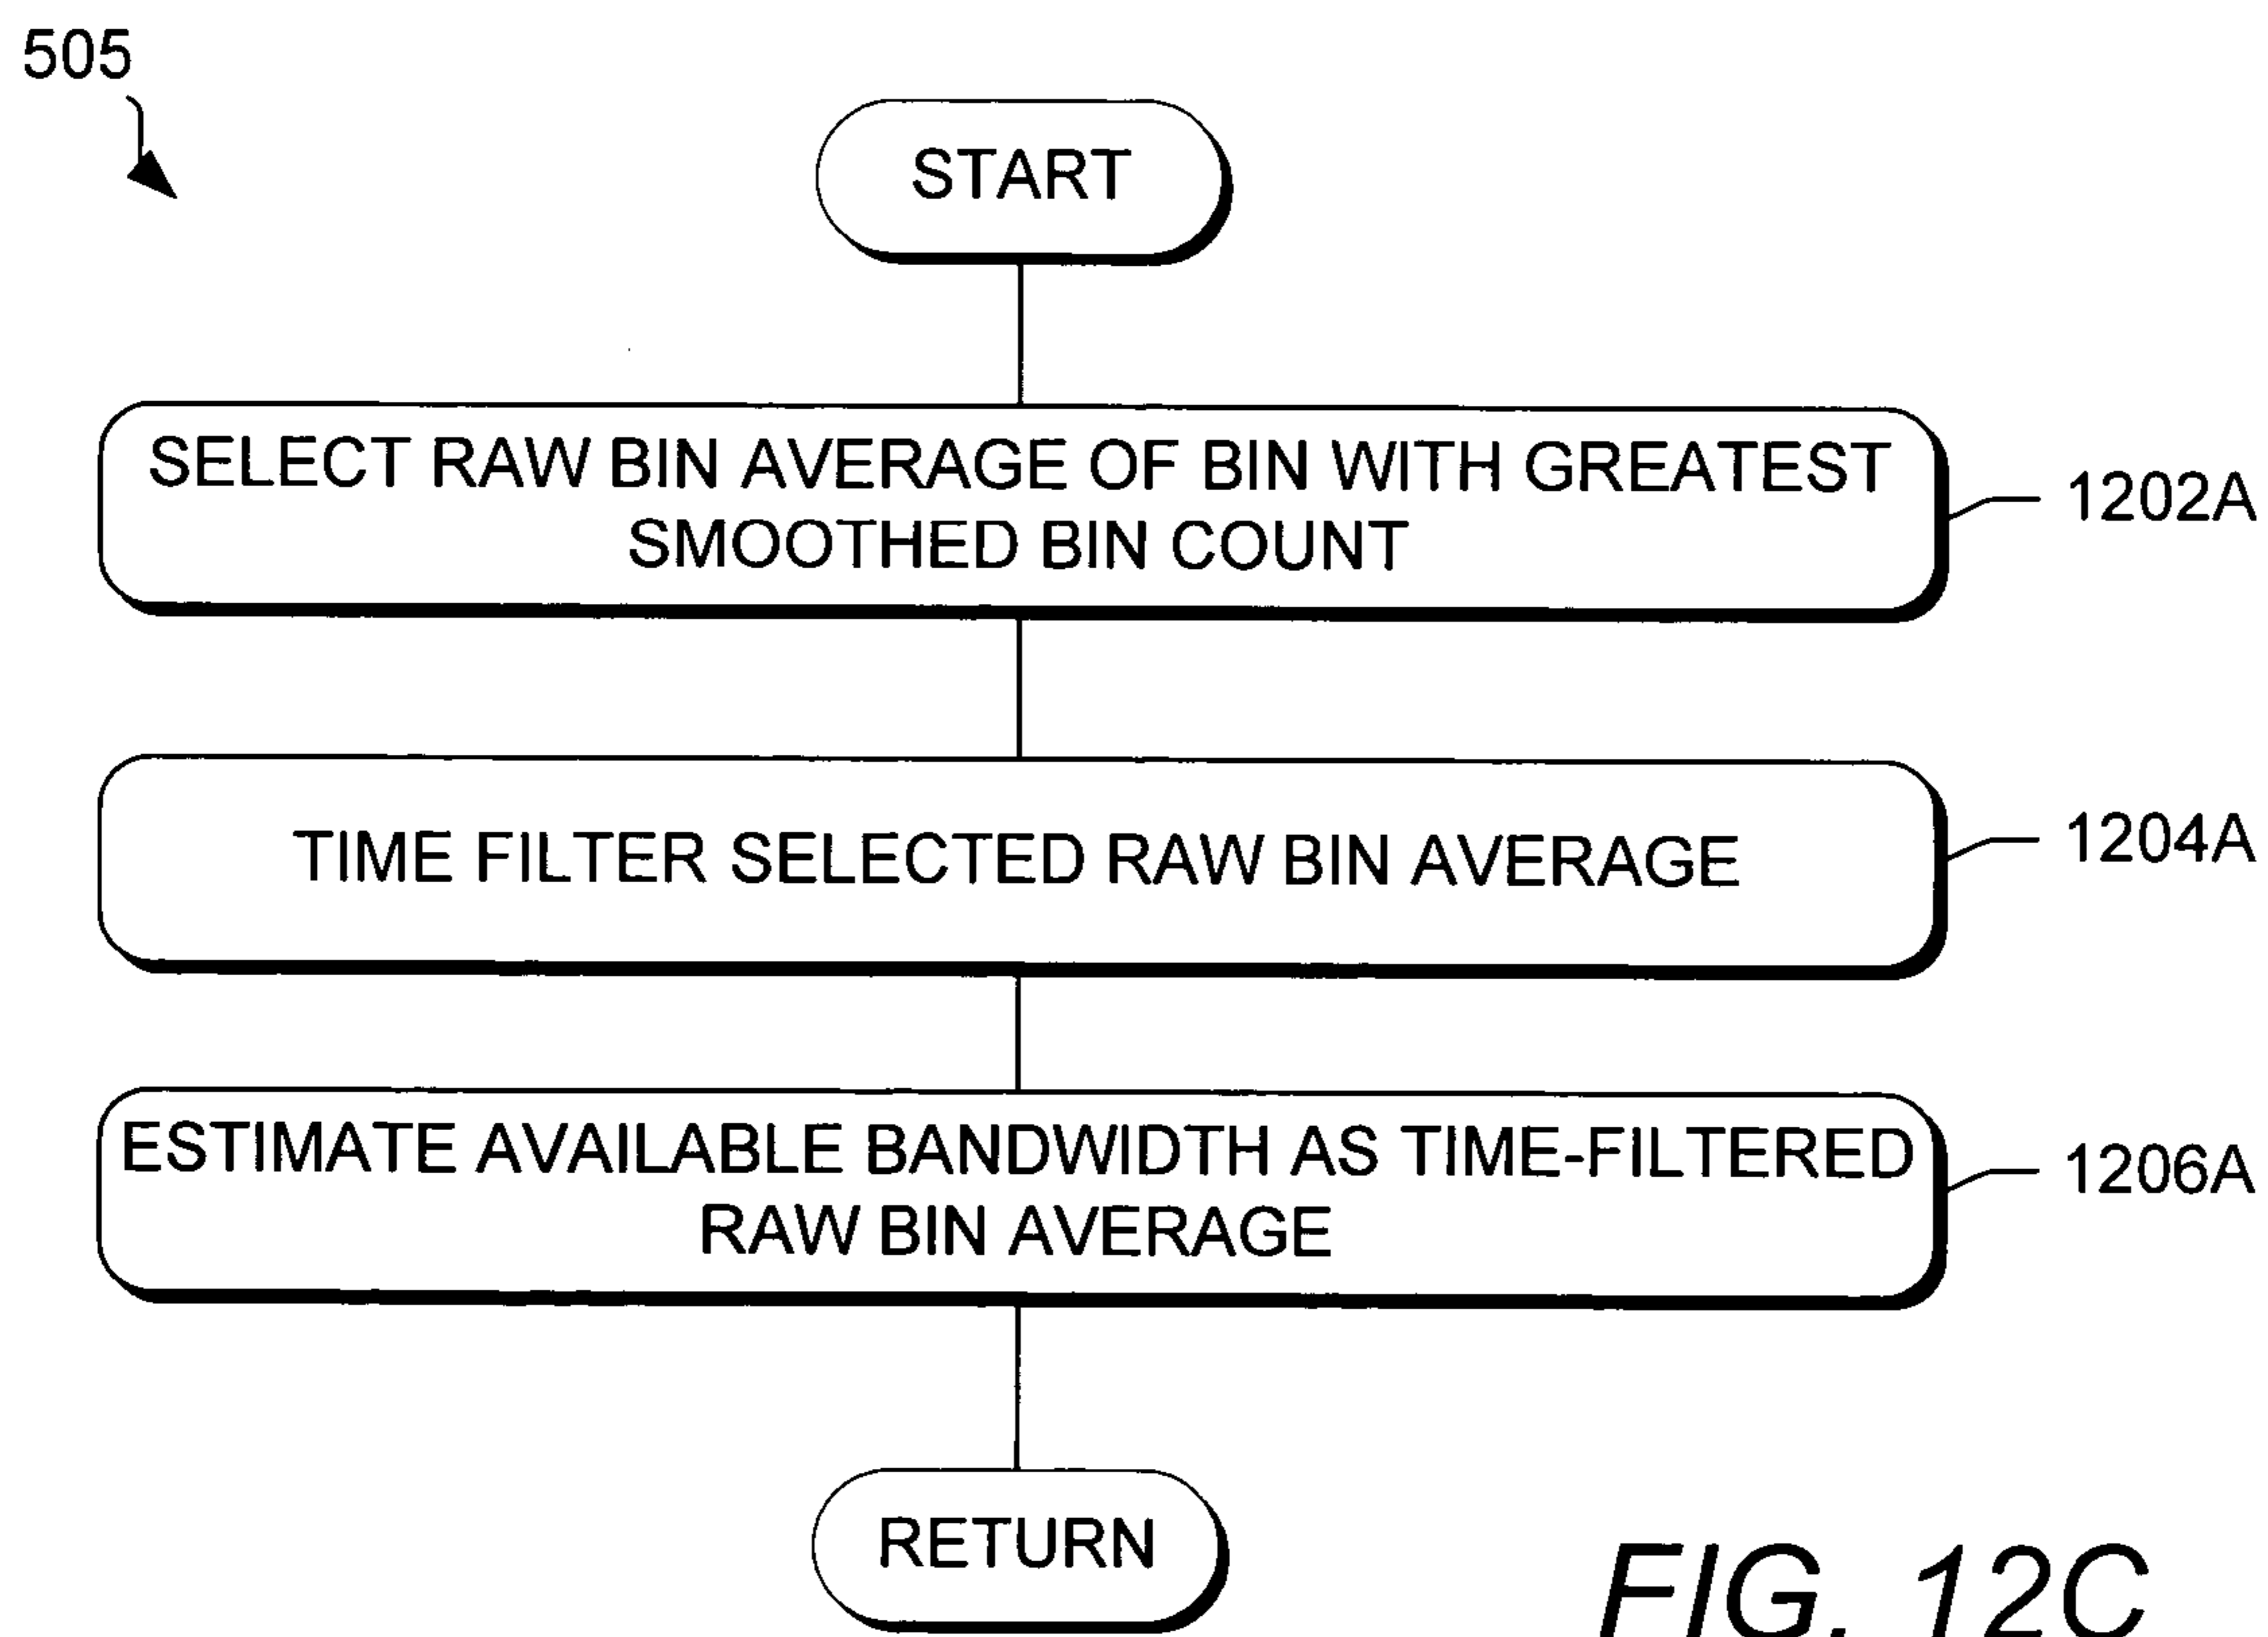 505
START
SELECT RAW BIN AVERAGE OF BIN WITH GREATEST
SMOOTHED BIN COUNT
1202A
TIME FILTER SELECTED RAW BIN AVERAGE
1204A
ESTIMATE AVAILABLE BANDWIDTH AS TIME-FILTERED
RAW BIN AVERAGE
1206A
RETURN
FIG. 12C